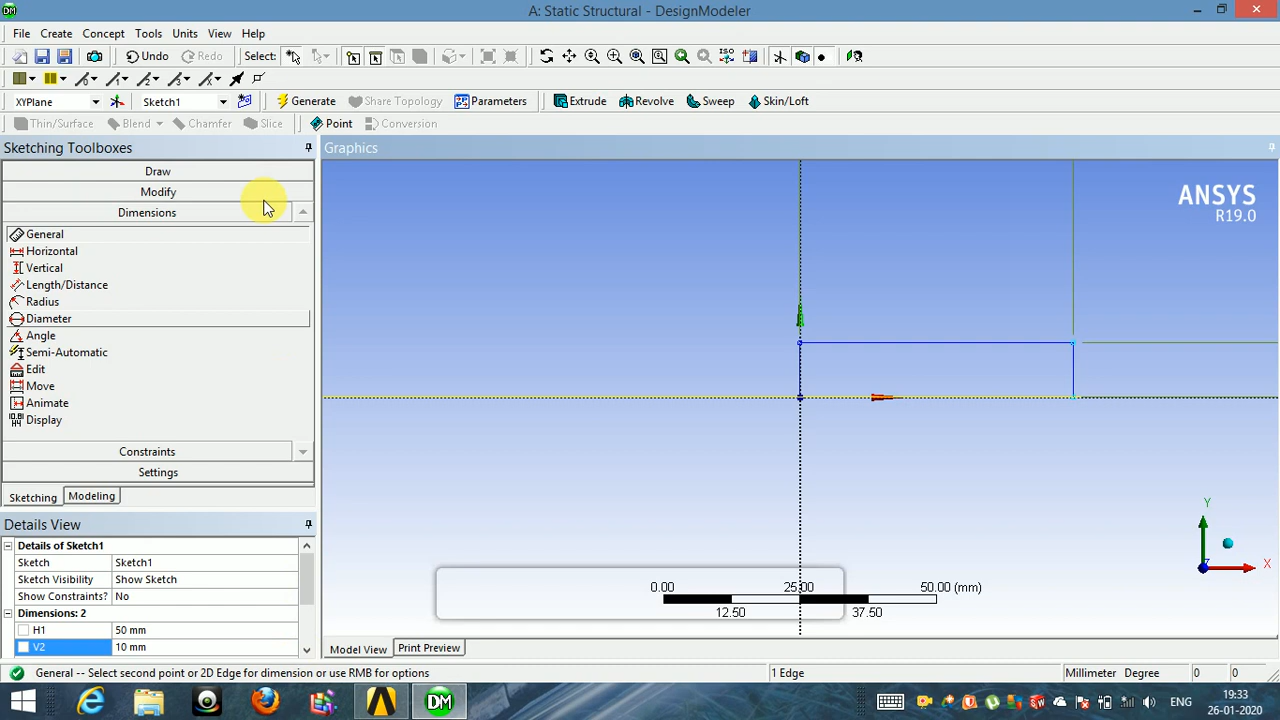 A: Static Structural - DesignModeler
File Create Concept Tools Units View Help
Undo Redo Select: ISO
XYPlane Sketch1 Generate Share Topology Parameters Extrude Revolve Sweep Skin/Loft
Thin/Surface Blend Chamfer Slice Point Conversion
Sketching Toolboxes
Graphics
Draw
Modify
Dimensions
General
Horizontal
Vertical
Length/Distance
Radius
Diameter
Angle
Semi-Automatic
Edit
Move
Animate
Display
Constraints
Settings
Sketching Modeling
Details View
Details of Sketch1
Sketch Sketch1
Sketch Visibility Show Sketch
Show Constraints? No
Dimensions: 2
H1 50 mm
V2 10 mm
ANSYS
R19.0
Y
X
0.00 25.00 50.00 (mm)
12.50 37.50
Model View Print Preview
General -- Select second point or 2D Edge for dimension or use RMB for options 1 Edge Millimeter Degree 0 0
DM ENG 19:33
26-01-2020